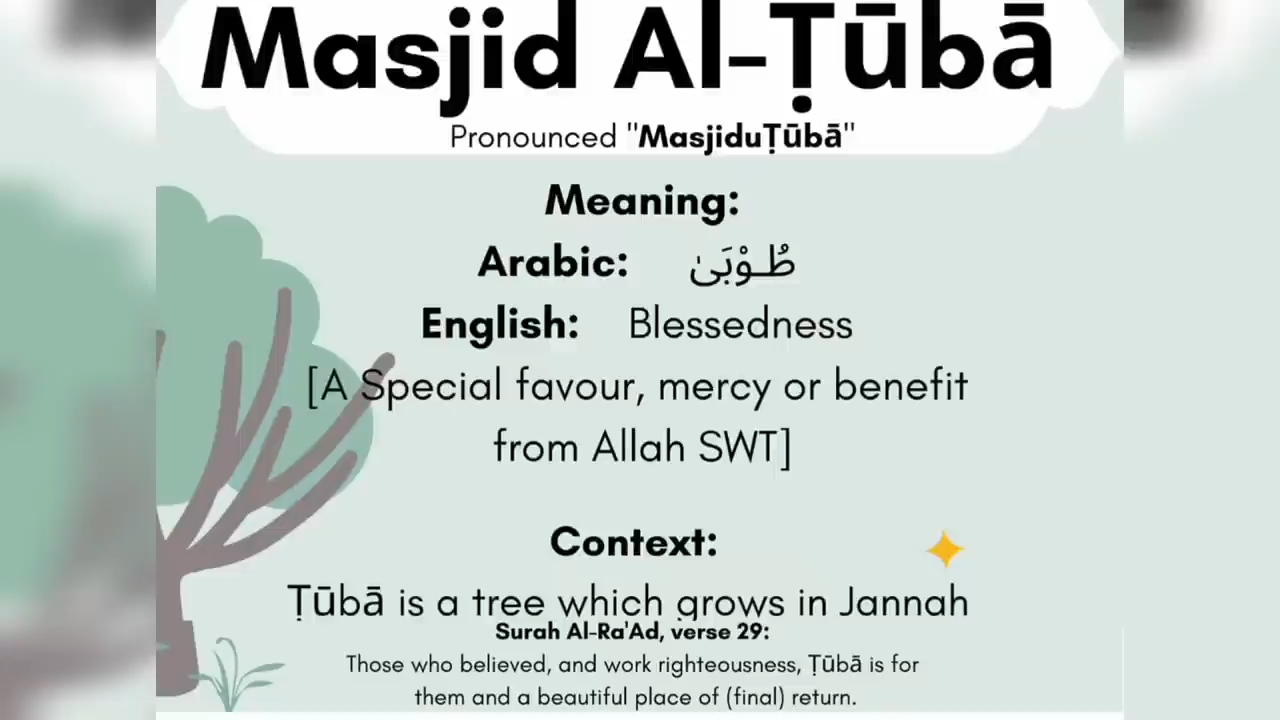 Masjid Al-Ṭūbā
Pronounced "MasjiduṬūbā"
Meaning:
Arabic: طُـوْبَىٰ
English: Blessedness
[A Special favour, mercy or benefit
from Allah SWT]
Context:
Ṭūbā is a tree which grows in Jannah
Surah Al-Ra'Ad, verse 29:
Those who believed, and work righteousness, Ṭūbā is for
them and a beautiful place of (final) return.